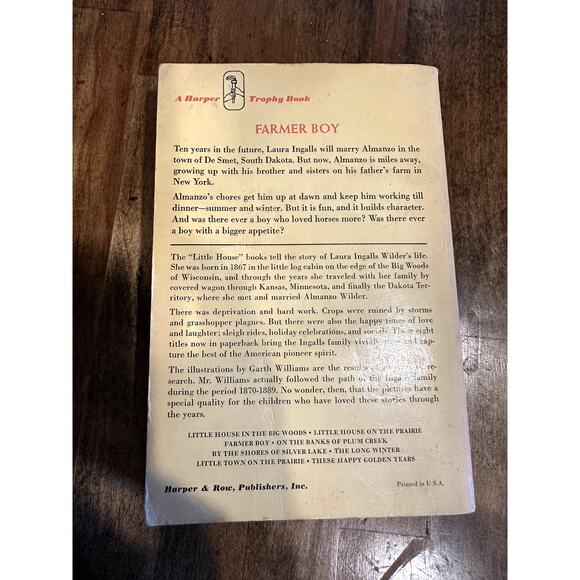 A Harper Trophy Book
FARMER BOY
Ten years in the future, Laura Ingalls will marry Almanzo in the
town of De Smet, South Dakota. But now, Almanzo is miles away,
growing up with his brother and sisters on his father's farm in
New York.
Almanzo's chores get him up at dawn and keep him working till
dinner—summer and winter. But it is fun, and it builds character.
And was there ever a boy who loved horses more? Was there ever
a boy with a bigger appetite?
The "Little House" books tell the story of Laura Ingalls Wilder's life.
She was born in 1867 in the little log cabin on the edge of the Big Woods
of Wisconsin, and through the years she traveled with her family by
covered wagon through Kansas, Minnesota, and finally the Dakota Ter-
ritory, where she met and married Almanzo Wilder.
There was deprivation and hard work. Crops were ruined by storms
and grasshopper plagues. But there were also the happy times of love
and laughter; sleigh rides, holiday celebrations, and socials. These eight
titles now in paperback bring the Ingalls family vividly and cap-
ture the best of the American pioneer spirit.
The illustrations by Garth Williams are the results of re-
search. Mr. Williams actually followed the path of the Ingalls family
during the period 1870-1889. No wonder, then, that the pictures have a
special quality for the children who have loved these stories through
the years.
LITTLE HOUSE IN THE BIG WOODS • LITTLE HOUSE ON THE PRAIRIE
FARMER BOY • ON THE BANKS OF PLUM CREEK
BY THE SHORES OF SILVER LAKE • THE LONG WINTER
LITTLE TOWN ON THE PRAIRIE • THESE HAPPY GOLDEN YEARS
Harper & Row, Publishers, Inc. Printed in U.S.A.